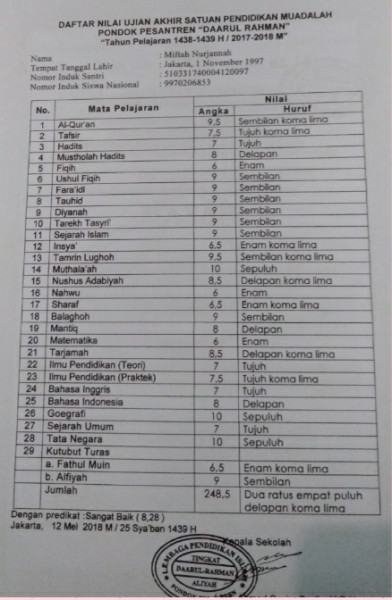 DAFTAR NILAI UJIAN AKHIR SATUAN PENDIDIKAN MUADALAH
PONDOK PESANTREN "DAARUL RAHMAN"
"Tahun Pelajaran 1438-1439 H / 2017-2018 M"
Nama : Miftah Nurjannah
Tempat Tanggal Lahir : Jakarta, 1 November 1997
Nomor Induk Santri : 510331740004120097
Nomor Induk Siswa Nasional : 9970206853
No. Mata Pelajaran Nilai
Angka Huruf
1 Al-Qur'an 9,5 Sembilan koma lima
2 Tafsir 7,5 Tujuh koma lima
3 Hadits 7 Tujuh
4 Mustholah Hadits 8 Delapan
5 Fiqih 6 Enam
6 Ushul Fiqih 9 Sembilan
7 Fara'idl 9 Sembilan
8 Tauhid 9 Sembilan
9 Diyanah 9 Sembilan
10 Tarekh Tasyri' 9 Sembilan
11 Sejarah Islam 9 Sembilan
12 Insya' 6,5 Enam koma lima
13 Tamrin Lughoh 9,5 Sembilan koma lima
14 Muthala'ah 10 Sepuluh
15 Nushus Adabiyah 8,5 Delapan koma lima
16 Nahwu 6 Enam
17 Sharaf 6,5 Enam koma lima
18 Balaghoh 9 Sembilan
19 Mantiq 8 Delapan
20 Matematika 6 Enam
21 Tarjamah 8,5 Delapan koma lima
22 Ilmu Pendidikan (Teori) 7 Tujuh
23 Ilmu Pendidikan (Praktek) 7,5 Tujuh koma lima
24 Bahasa Inggris 7 Tujuh
25 Bahasa Indonesia 8 Delapan
26 Goegrafi 10 Sepuluh
27 Sejarah Umum 7 Tujuh
28 Tata Negara 10 Sepuluh
29 Kutubut Turas
a. Fathul Muin 6,5 Enam koma lima
b. Alfiyah 9 Sembilan
Jumlah 248,5 Dua ratus empat puluh
delapan koma lima
Dengan predikat :Sangat Baik ( 8,28 )
Jakarta, 12 Mei 2018 M / 25 Sya'ban 1439 H
Kepala Sekolah
LEMBAGA PENDIDIKAN ISLAM
TINGKAT
DAARUL-RAHMAN
ALIYAH